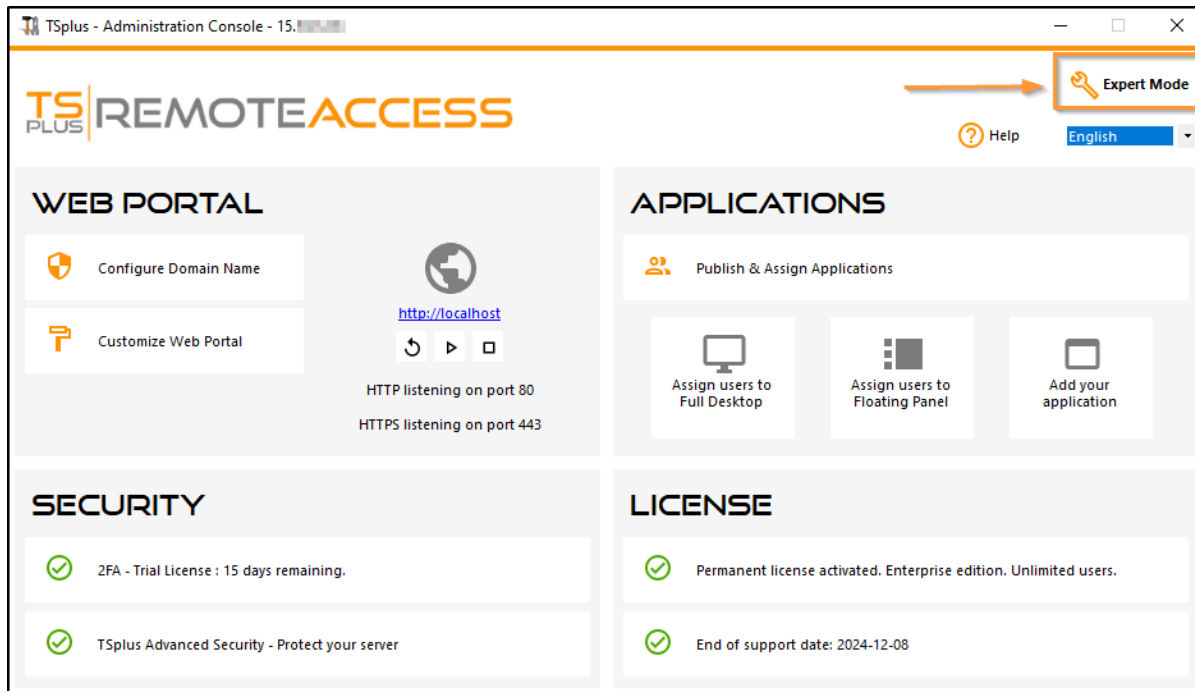 TSplus - Administration Console - 15.
Expert Mode
TS PLUS REMOTEACCESS
Help
English
WEB PORTAL
Configure Domain Name
Customize Web Portal
http://localhost
HTTP listening on port 80
HTTPS listening on port 443
APPLICATIONS
Publish & Assign Applications
Assign users to
Full Desktop
Assign users to
Floating Panel
Add your
application
SECURITY
2FA - Trial License : 15 days remaining.
TSplus Advanced Security - Protect your server
LICENSE
Permanent license activated. Enterprise edition. Unlimited users.
End of support date: 2024-12-08